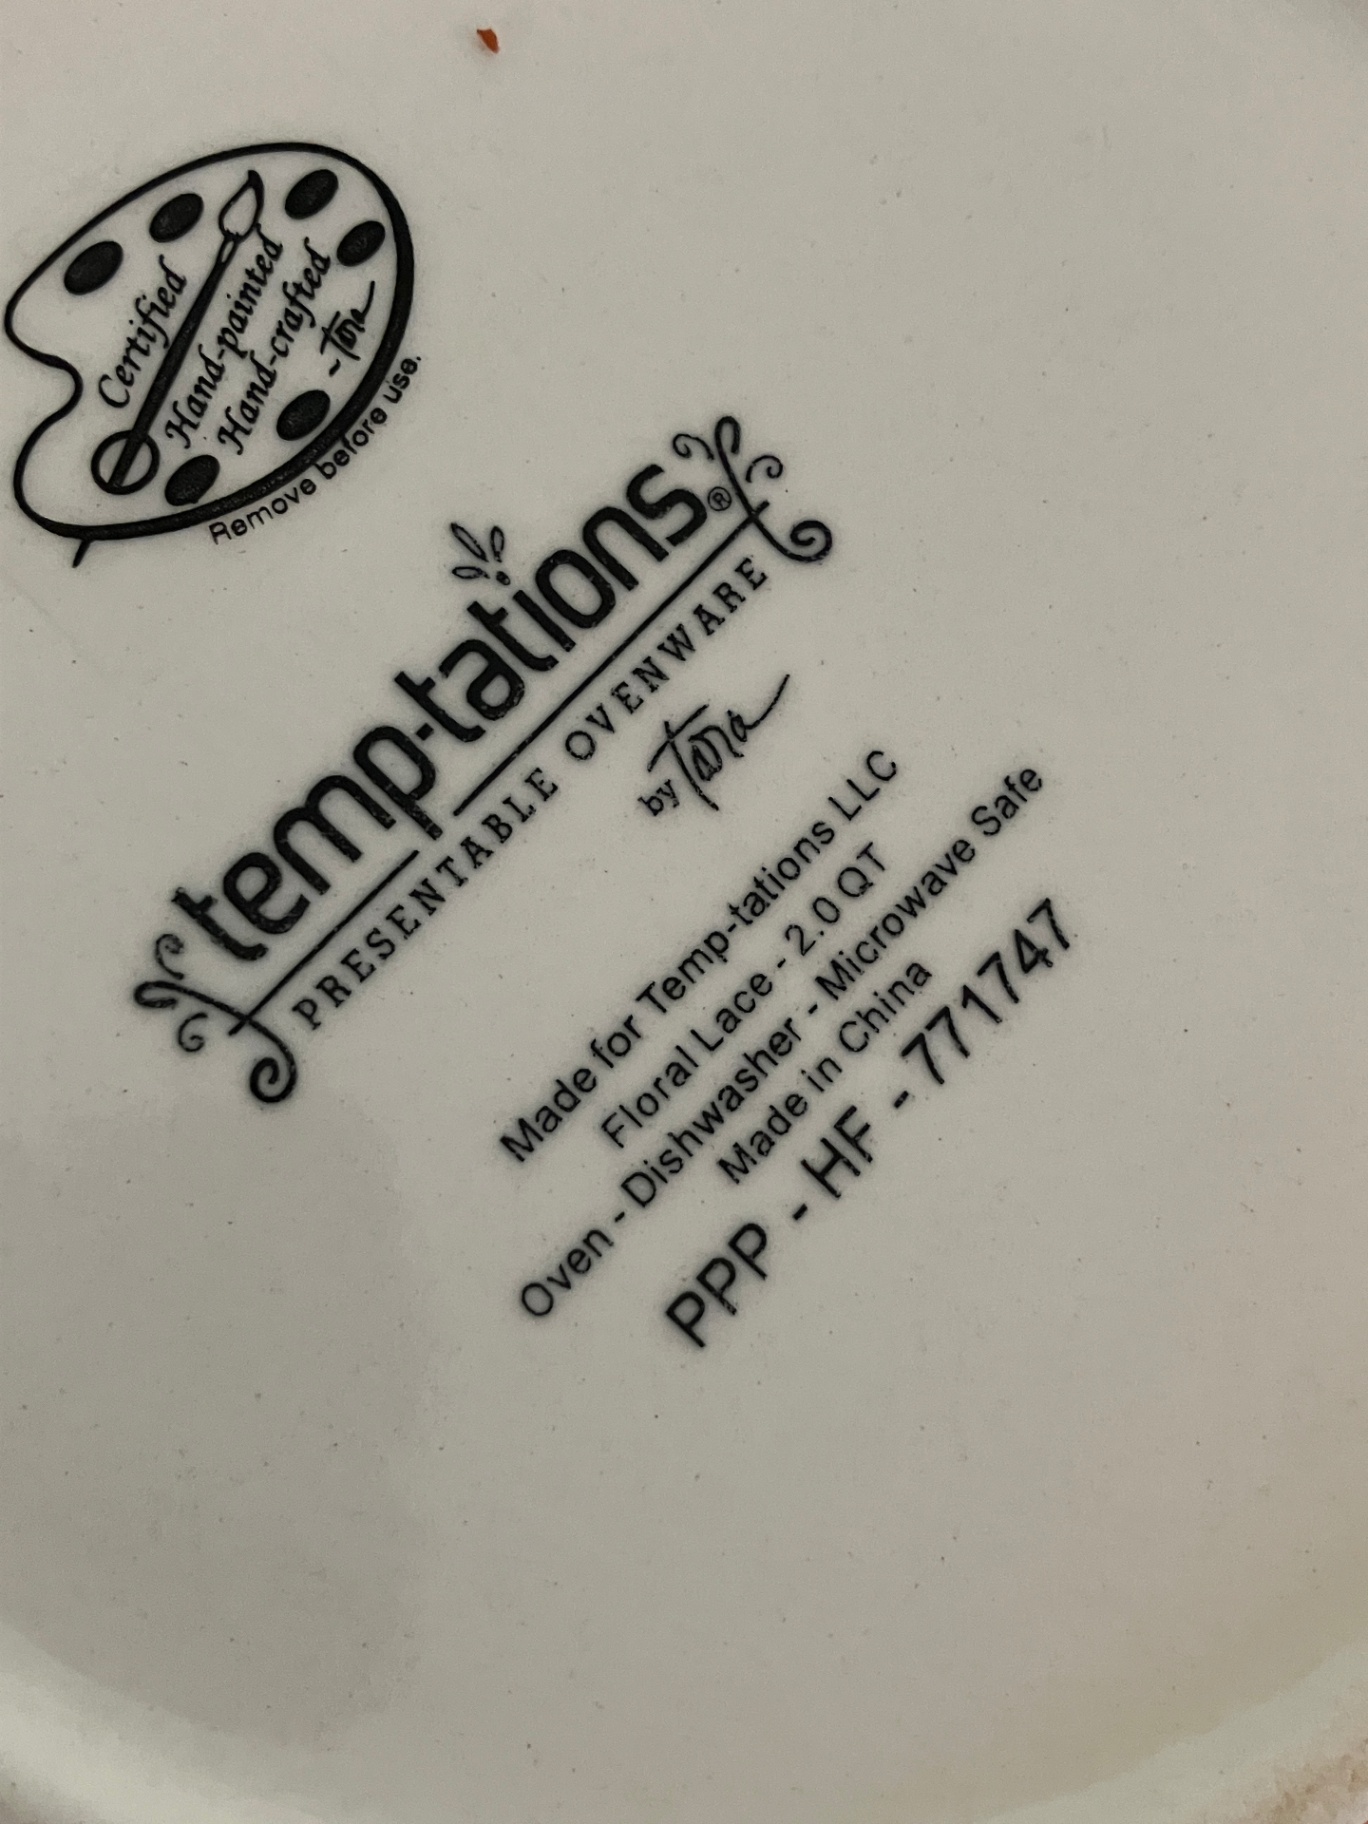 Certified
Hand-painted
Hand-crafted
~Tara
Remove before use.
temp-tations®
PRESENTABLE OVENWARE
by Tara
Made for Temp-tations LLC
Floral Lace - 2.0 QT
Oven - Dishwasher - Microwave Safe
Made in China
PPP - HF - 771747